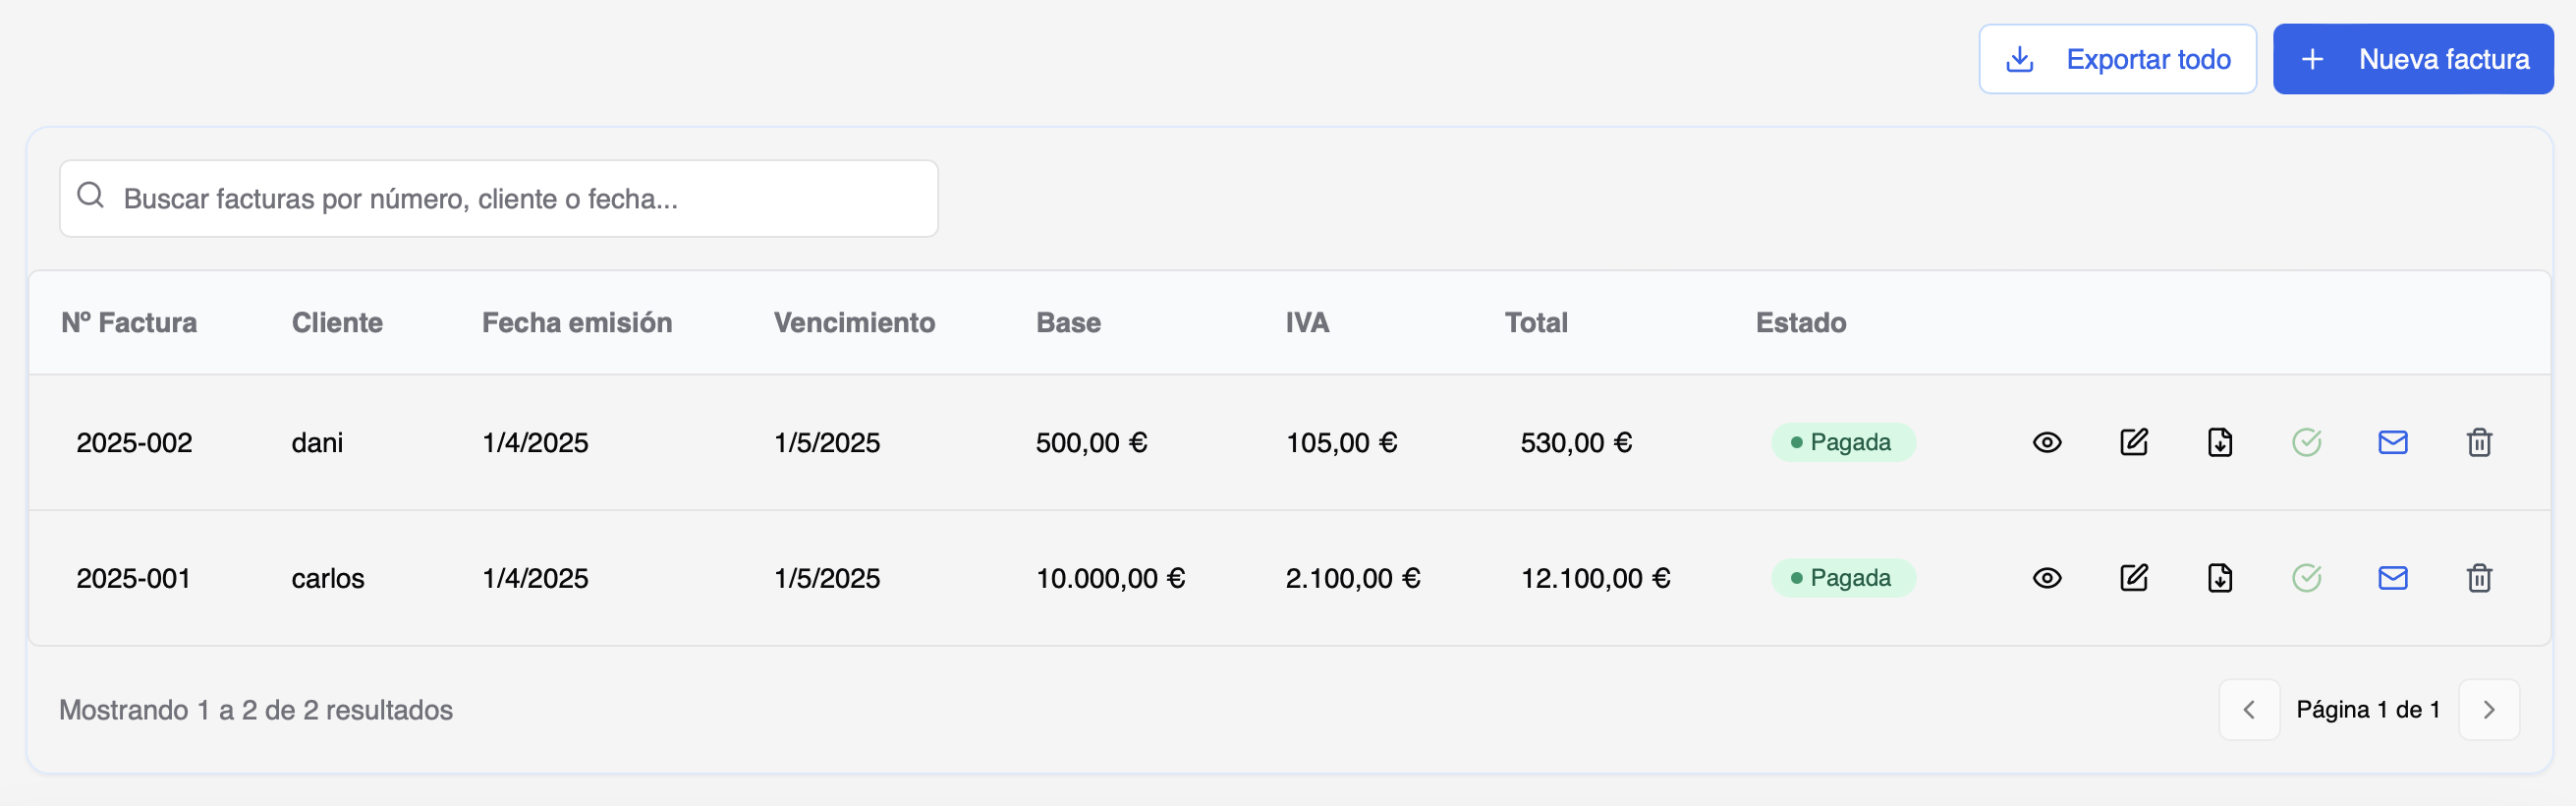 Exportar todo
Nueva factura
Buscar facturas por número, cliente o fecha...
Nº Factura Cliente Fecha emisión Vencimiento Base IVA Total Estado
2025-002 dani 1/4/2025 1/5/2025 500,00 € 105,00 € 530,00 € Pagada
2025-001 carlos 1/4/2025 1/5/2025 10.000,00 € 2.100,00 € 12.100,00 € Pagada
Mostrando 1 a 2 de 2 resultados
Página 1 de 1